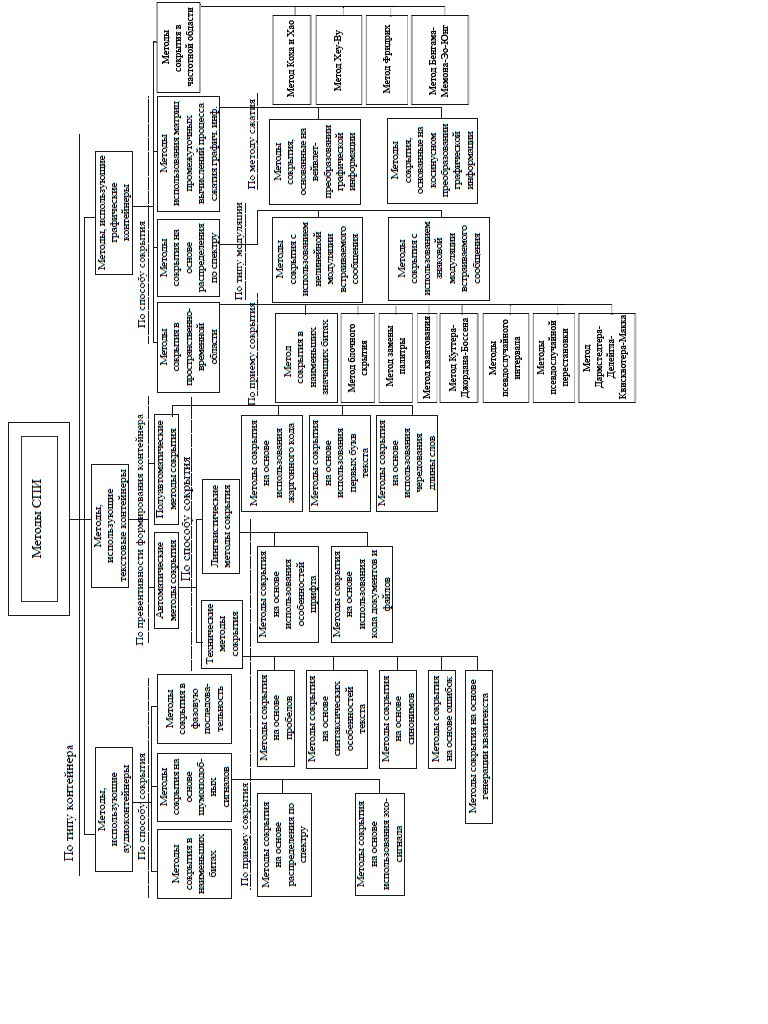 Методы СПИ
По типу контейнера
Методы,
использующие
аудиоконтейнеры
Методы,
использующие
текстовые контейнеры
Методы, использующие
графические
контейнеры
По способу сокрытия
По превентивности формирования контейнера
По способу сокрытия
Методы
сокрытия в
наименьших
битах
Методы
сокрытия на
основе
шумоподоб-
ных
сигналов
Методы
сокрытия в
фазовую
последова-
тельность
Автоматические
методы сокрытия
Полуавтоматические
методы сокрытия
Методы
сокрытия в
пространственно-
временной
области
Методы
сокрытия на
основе
распределения
по спектру
Методы
использования матриц
промежуточных
вычислений процесса
сжатия график. инф.
Методы
сокрытия в
частотной обдасти
По способу сокрытия
Технические
методы
сокрытия
Лингвистические
методы сокрытия
По приему сокрытия
По приему сокрытия
По типу модуляции
По методу сжатия
Методы сокрытия
на основе
распределения по
спектру
Методы сокрытия
на основе
использования эхо-
сигнала
Методы сокрытия
на основе
пробелов
Методы сокрытия
на основе
синтаксических
особенностей
текста
Методы сокрытия
на основе
синонимов
Методы сокрытия
на основе ошибок
Методы сокрытия на основе
генерации квазитекста
Методы сокрытия
на основе
использования
особенностей
шрифта
Методы сокрытия
на основе
использования
кода документов и
файлов
Методы сокрытия
на основе
использования
жаргонного кода
Методы сокрытия
на основе
использования
первых букв
текста
Методы сокрытия
на основе
использования
чередования
длины слов
Метод
сокрытия в
наименьших
значащих битах
Метод блочного
скрытия
Метод замены
палитры
Метод квантования
Метод Куттера-
Джордана-Боссена
Методы
псевдослучайного
интервала
Методы
псевдослучайной
перестановки
Метод
Дармстедтера-
Делейгла-
Квисквотера-Макка
Методы
сокрытия с
использованием
нелинейной
модуляции
встраиваемого
сообщения
Методы
сокрытия с
использованием
знаковой
модуляции
встраиваемого
сообщения
Методы
сокрытия,
основанные на
вейвлет-
преобразовании
графической
информации
Методы
сокрытия,
основанные на
косинусном
преобразовании
графической
информации
Метод Коха и Хао
Метод Хеу-Ву
Метод Фридрих
Метод Бенгама-
Мемона-Эо-Юнг